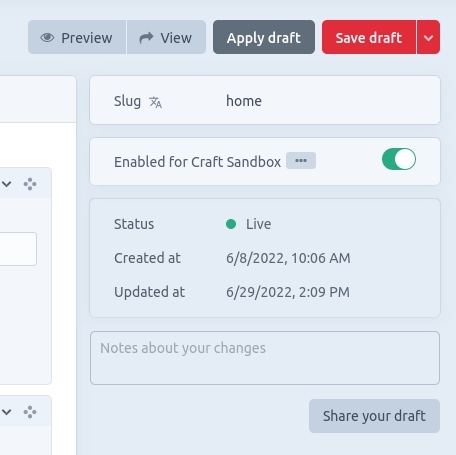 Preview View Apply draft Save draft
Slug home
Enabled for Craft Sandbox
Status Live
Created at 6/8/2022, 10:06 AM
Updated at 6/29/2022, 2:09 PM
Notes about your changes
Share your draft